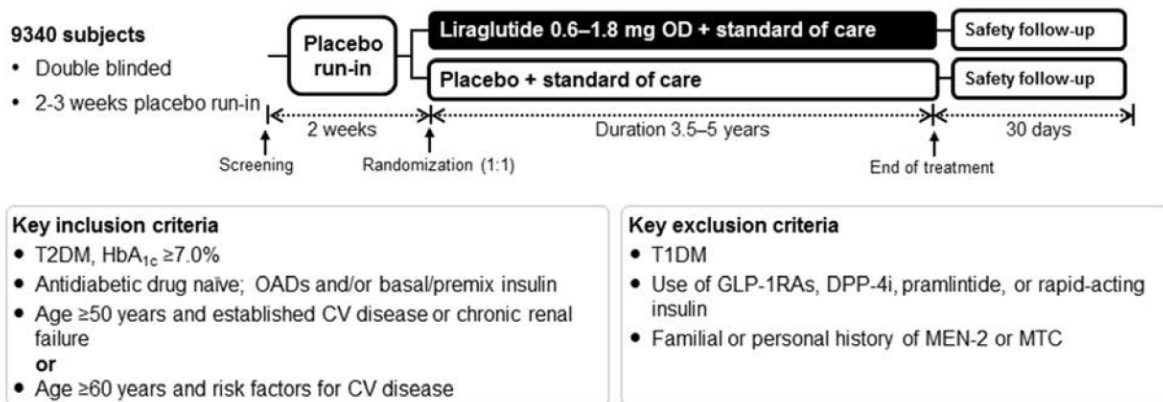 9340 subjects
• Double blinded
• 2-3 weeks placebo run-in
Placebo
run-in
Liraglutide 0.6–1.8 mg OD + standard of care
Placebo + standard of care
Safety follow-up
Safety follow-up
2 weeks
Duration 3.5–5 years
30 days
Screening
Randomization (1:1)
End of treatment
Key inclusion criteria
• T2DM, HbA1c ≥7.0%
• Antidiabetic drug naïve; OADs and/or basal/premix insulin
• Age ≥50 years and established CV disease or chronic renal
failure
or
• Age ≥60 years and risk factors for CV disease
Key exclusion criteria
• T1DM
• Use of GLP-1RAs, DPP-4i, pramlintide, or rapid-acting
insulin
• Familial or personal history of MEN-2 or MTC